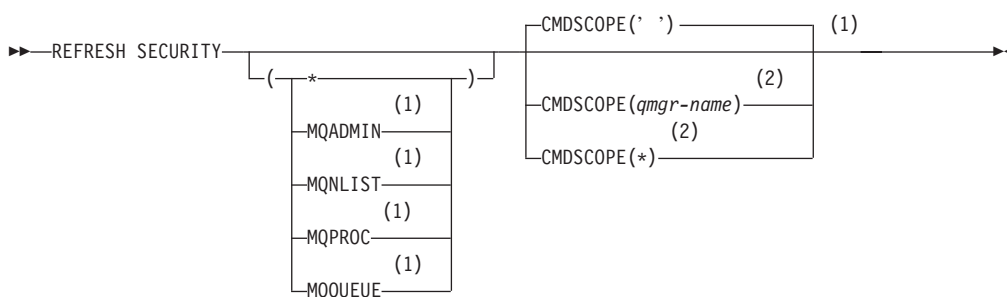 CMDSCOPE(' ') (1)
REFRESH SECURITY
( * ) (2)
(1) CMDSCOPE(qmgr-name)
MQADMIN (2)
(1) CMDSCOPE(*)
MQNLIST
(1)
MQPROC
(1)
MQQUEUE